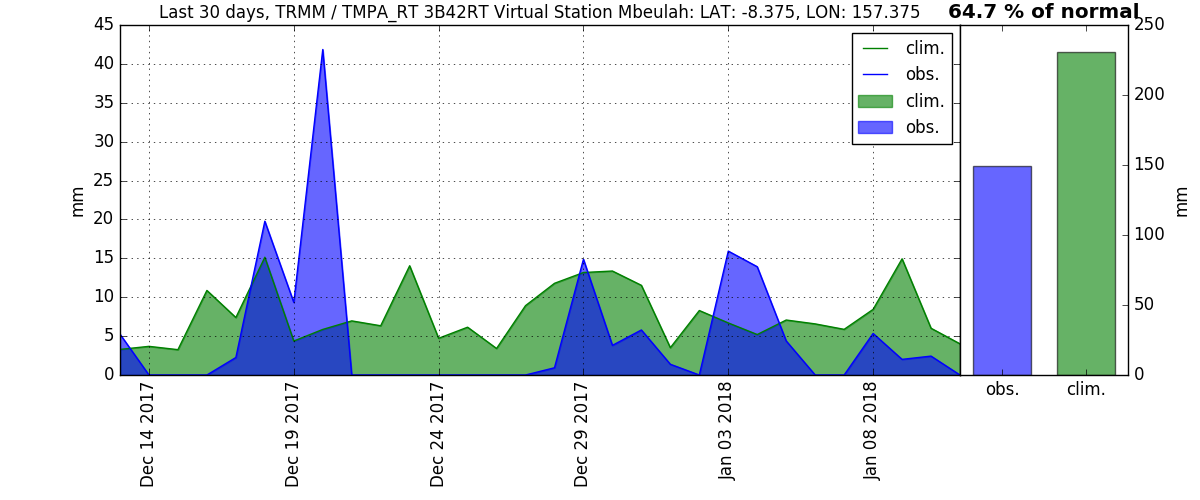 Last 30 days, TRMM / TMPA_RT 3B42RT Virtual Station Mbeulah: LAT: -8.375, LON: 157.375
64.7 % of normal
45
40
35
30
25
20
15
10
5
0
mm
clim.
obs.
clim.
obs.
Dec 14 2017
Dec 19 2017
Dec 24 2017
Dec 29 2017
Jan 03 2018
Jan 08 2018
obs.
clim.
250
200
150
100
50
0
mm